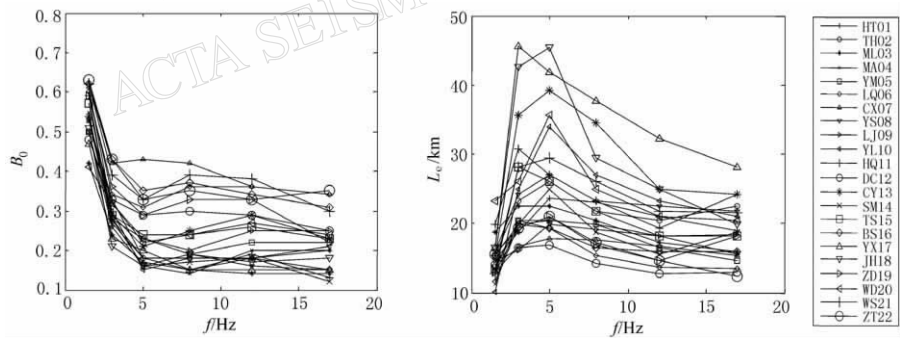 ACTA SEISM
0.8
0.7
0.6
0.5
0.4
0.3
0.2
0.1
B0
0 5 10 15 20
f/Hz
60
50
40
30
20
10
Le/km
0 5 10 15 20
f/Hz
HT01
TH02
ML03
MA04
YM05
LQ06
CX07
YS08
LJ09
YL10
HQ11
DC12
CY13
SM14
TS15
BS16
YX17
JH18
ZD19
WD20
WS21
ZT22